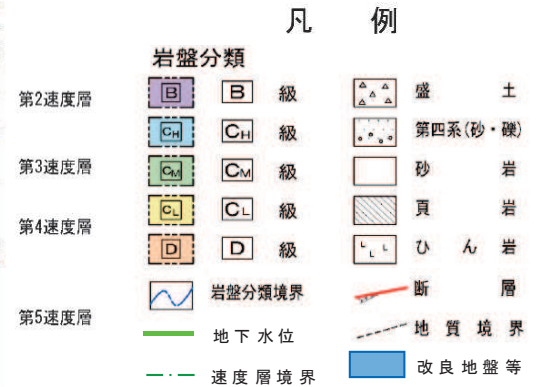 凡 例
岩盤分類
第2速度層
B B 級
CH CH 級
第3速度層
CM CM 級
第4速度層
CL CL 級
D D 級
第5速度層
岩盤分類境界
地下水位
速度層境界
盛 土
第四系(砂・礫)
砂 岩
頁 岩
ひ ん 岩
断 層
地 質 境 界
改良地盤等